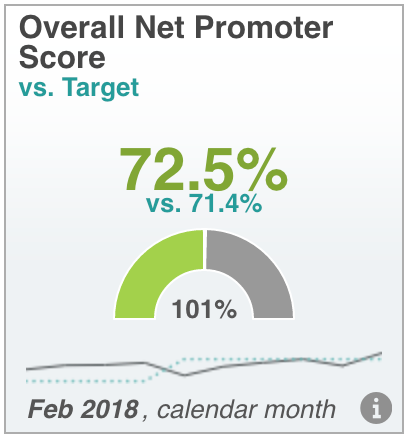 Overall Net Promoter
Score
vs. Target
72.5%
vs. 71.4%
101%
Feb 2018, calendar month
i